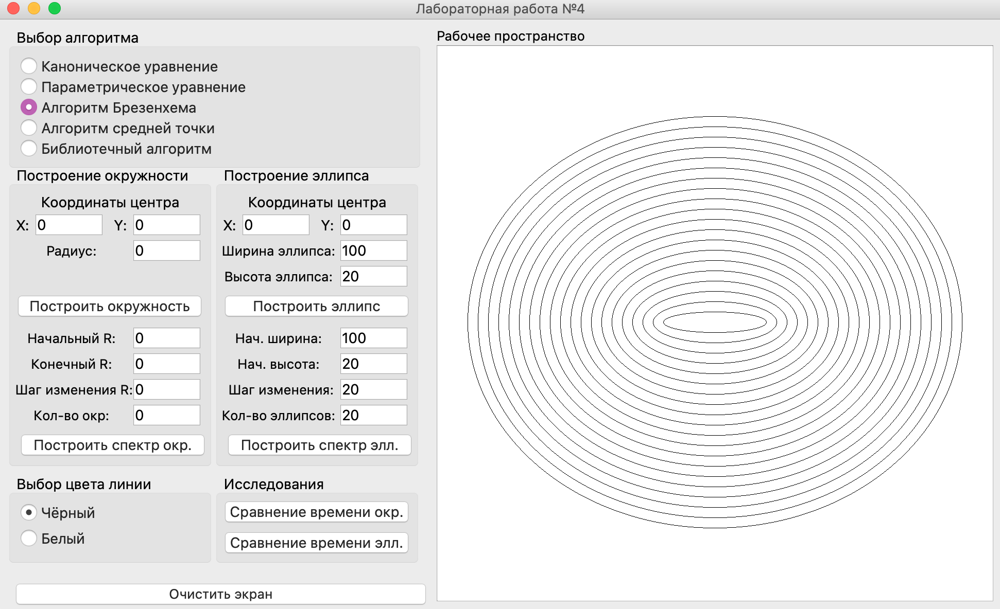 Лабораторная работа №4
Выбор алгоритма
Каноническое уравнение
Параметрическое уравнение
Алгоритм Брезенхема
Алгоритм средней точки
Библиотечный алгоритм
Построение окружности
Координаты центра
X: 0 Y: 0
Радиус: 0
Построить окружность
Начальный R: 0
Конечный R: 0
Шаг изменения R: 0
Кол-во окр: 0
Построить спектр окр.
Построение эллипса
Координаты центра
X: 0 Y: 0
Ширина эллипса: 100
Высота эллипса: 20
Построить эллипс
Нач. ширина: 100
Нач. высота: 20
Шаг изменения: 20
Кол-во эллипсов: 20
Построить спектр элл.
Выбор цвета линии
Чёрный
Белый
Исследования
Сравнение времени окр.
Сравнение времени элл.
Очистить экран
Рабочее пространство